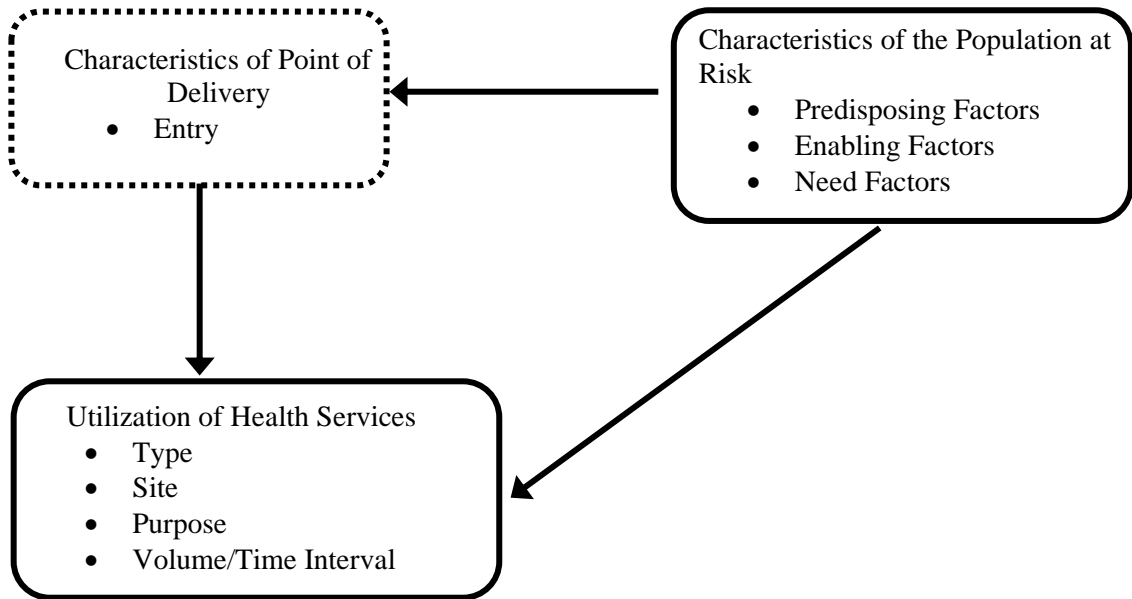 Characteristics of Point of
Delivery
• Entry
Characteristics of the Population at
Risk
• Predisposing Factors
• Enabling Factors
• Need Factors
Utilization of Health Services
• Type
• Site
• Purpose
• Volume/Time Interval